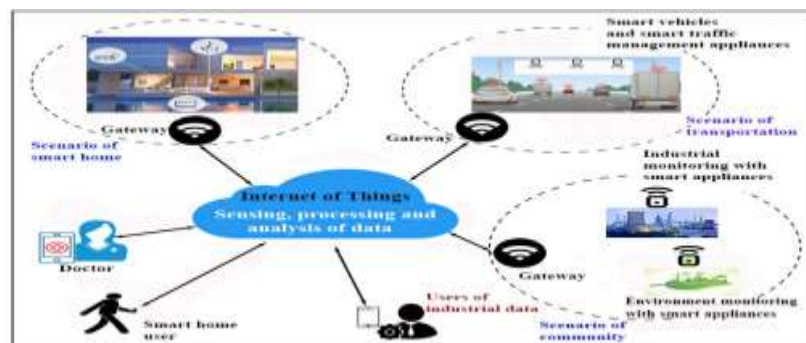 Smart vehicles
and smart traffic
management appliances
Gateway
Scenario of
smart home
Gateway
Scenario of
transportation
Industrial
monitoring with
smart appliances
Internet of Things
Sensing, processing and
analysis of data
Doctor
Gateway
Environment monitoring
with smart appliances
Smart home
user
Users of
industrial data
Scenario of
community